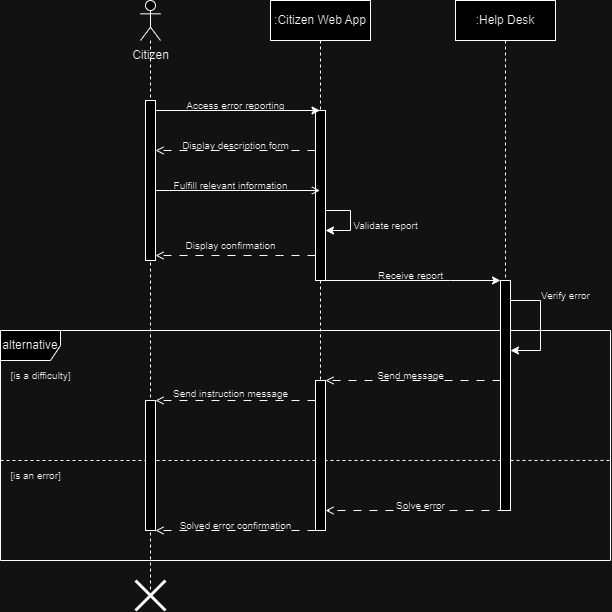 :Citizen Web App
:Help Desk
Citizen
Access error reporting
Display description form
Fulfill relevant information
Validate report
Display confirmation
Receive report
Verify error
alternative
[is a difficulty]
Send message
Send instruction message
[is an error]
Solve error
Solved error confirmation